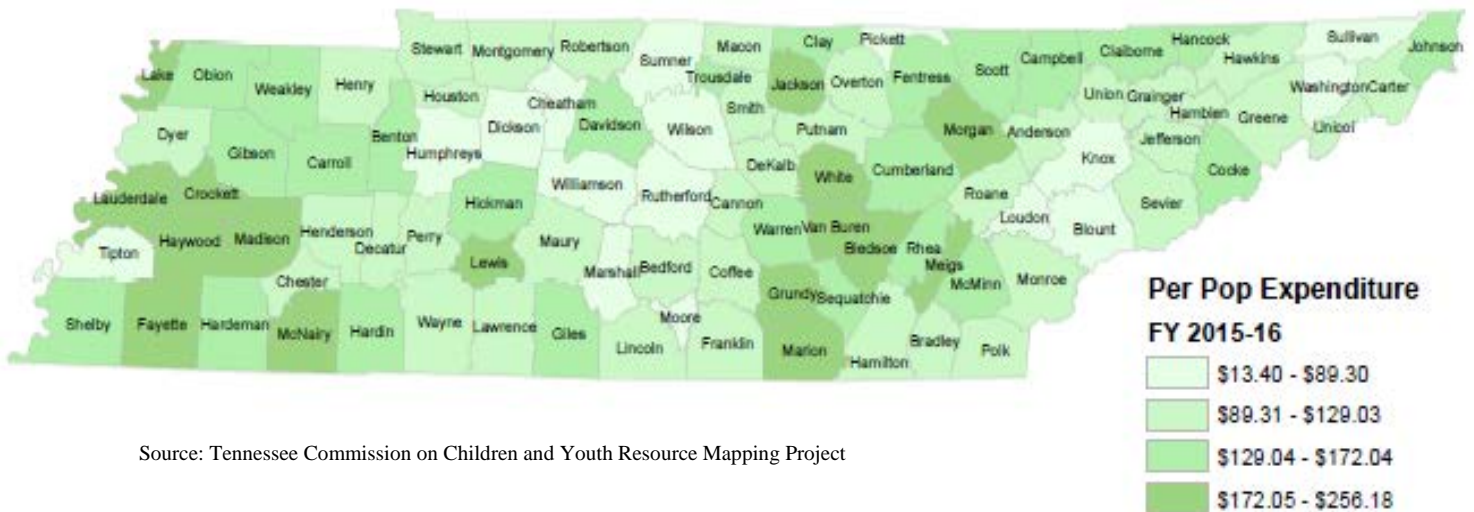 Stewart Montgomery Robertson Sumner Macon Clay Pickett Sullivan
Lake Obion Weakley Henry Houston Cheatham Trousdale Jackson Overton Fentress Scott Campbell Claiborne Hancock Hawkins Johnson
Dyer Gibson Carroll Benton Humphreys Dickson Davidson Wilson Smith Putnam Morgan Anderson Union Grainger Hamblen Greene Washington Carter Unicoi
Lauderdale Crockett Hickman Williamson Rutherford DeKalb Cannon White Cumberland Roane Knox Jefferson Cocke
Tipton Haywood Madison Henderson Decatur Perry Lewis Maury Marshall Bedford Coffee Warren Van Buren Bledsoe Rhea Meigs Loudon Blount Sevier
Shelby Fayette Hardeman Chester McNairy Hardin Wayne Lawrence Giles Moore Lincoln Franklin Grundy Sequatchie Marion Hamilton Bradley McMinn Polk Monroe
Per Pop Expenditure
FY 2015-16
$13.40 - $89.30
$89.31 - $129.03
$129.04 - $172.04
$172.05 - $256.18
Source: Tennessee Commission on Children and Youth Resource Mapping Project